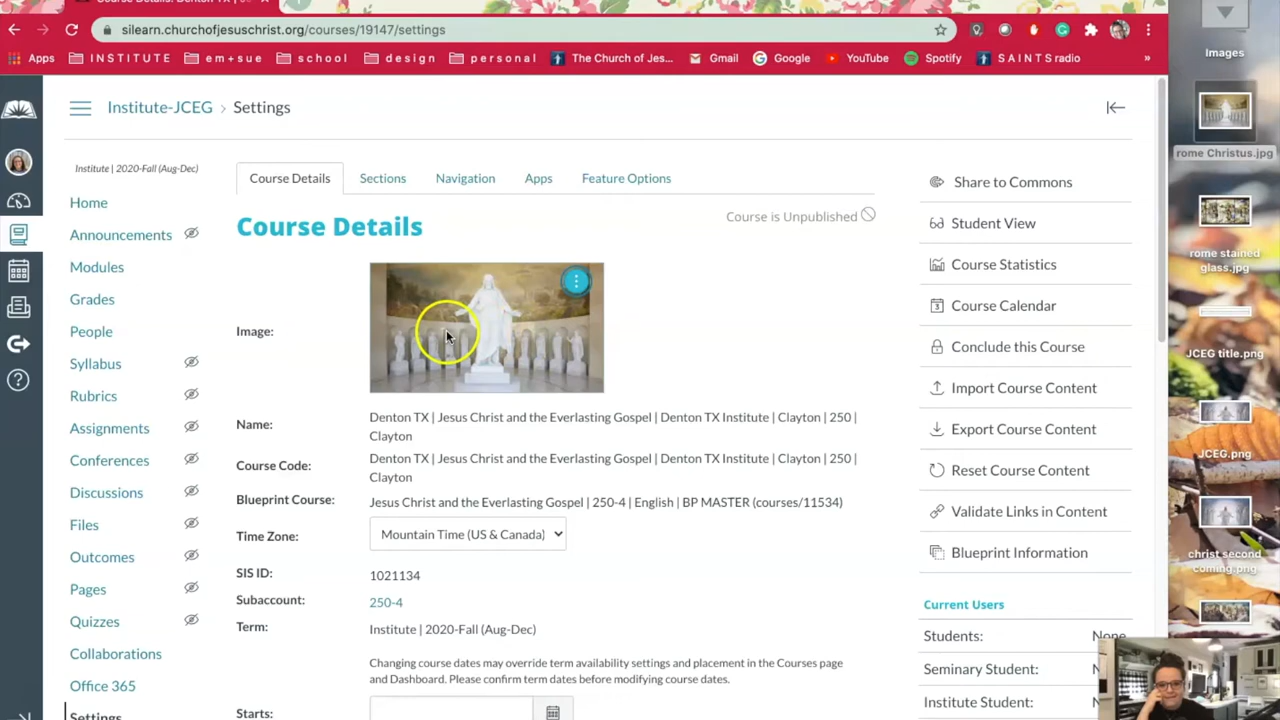 silearn.churchofjesuschrist.org/courses/19147/settings
Apps
I N S T I T U T E
e m + s u e
s c h o o l
d e s i g n
p e r s o n a l
The Church of Jes...
Gmail
Google
YouTube
Spotify
S A I N T S radio
»
Images
rome Christus.jpg
rome stained
glass.jpg
JCEG title.png
JCEG.png
christ second
coming.png
Institute-JCEG › Settings
Institute | 2020-Fall (Aug-Dec)
Home
Announcements
Modules
Grades
People
Syllabus
Rubrics
Assignments
Conferences
Discussions
Files
Outcomes
Pages
Quizzes
Collaborations
Office 365
Settings
Course Details
Sections
Navigation
Apps
Feature Options
Course Details
Course is Unpublished
Image:
Name:
Denton TX | Jesus Christ and the Everlasting Gospel | Denton TX Institute | Clayton | 250 |
Clayton
Course Code:
Denton TX | Jesus Christ and the Everlasting Gospel | Denton TX Institute | Clayton | 250 |
Clayton
Blueprint Course:
Jesus Christ and the Everlasting Gospel | 250-4 | English | BP MASTER (courses/11534)
Time Zone:
Mountain Time (US & Canada)
SIS ID:
1021134
Subaccount:
250-4
Term:
Institute | 2020-Fall (Aug-Dec)
Changing course dates may override term availability settings and placement in the Courses page
and Dashboard. Please confirm term dates before modifying course dates.
Starts:
Share to Commons
Student View
Course Statistics
Course Calendar
Conclude this Course
Import Course Content
Export Course Content
Reset Course Content
Validate Links in Content
Blueprint Information
Current Users
Students:
None
Seminary Student:
Institute Student: